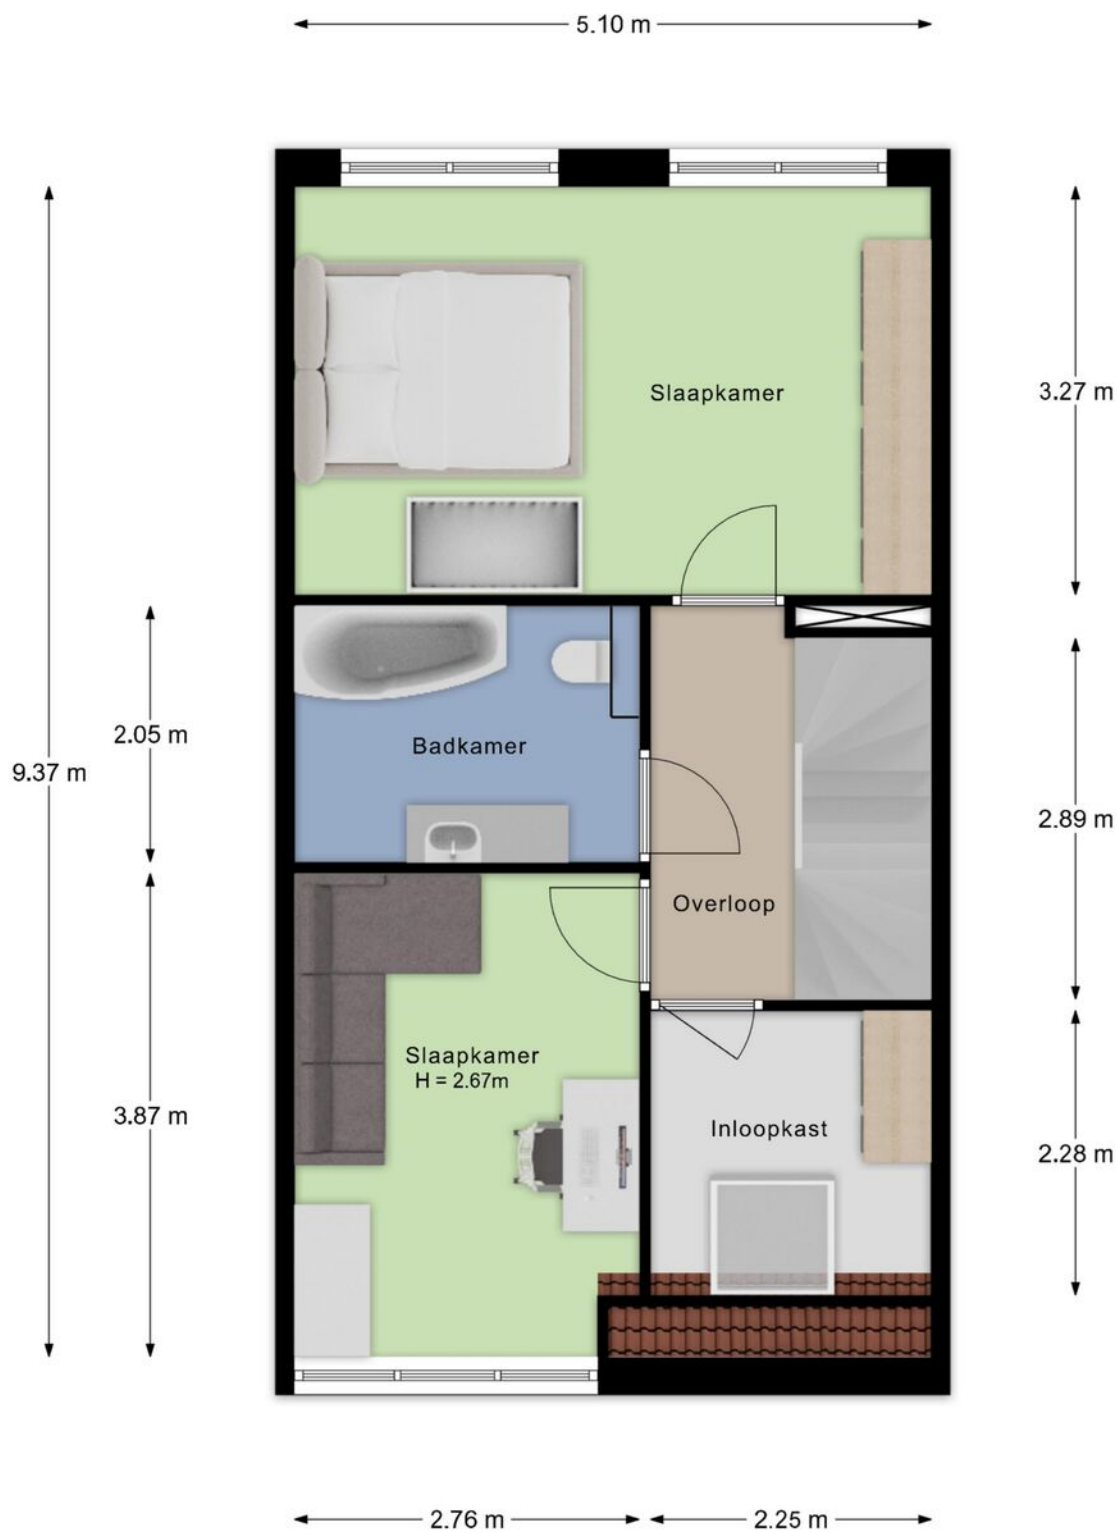 5.10 m
Slaapkamer
3.27 m
2.05 m
Badkamer
9.37 m
2.89 m
Overloop
Slaapkamer
H = 2.67m
3.87 m
Inloopkast
2.28 m
2.76 m
2.25 m